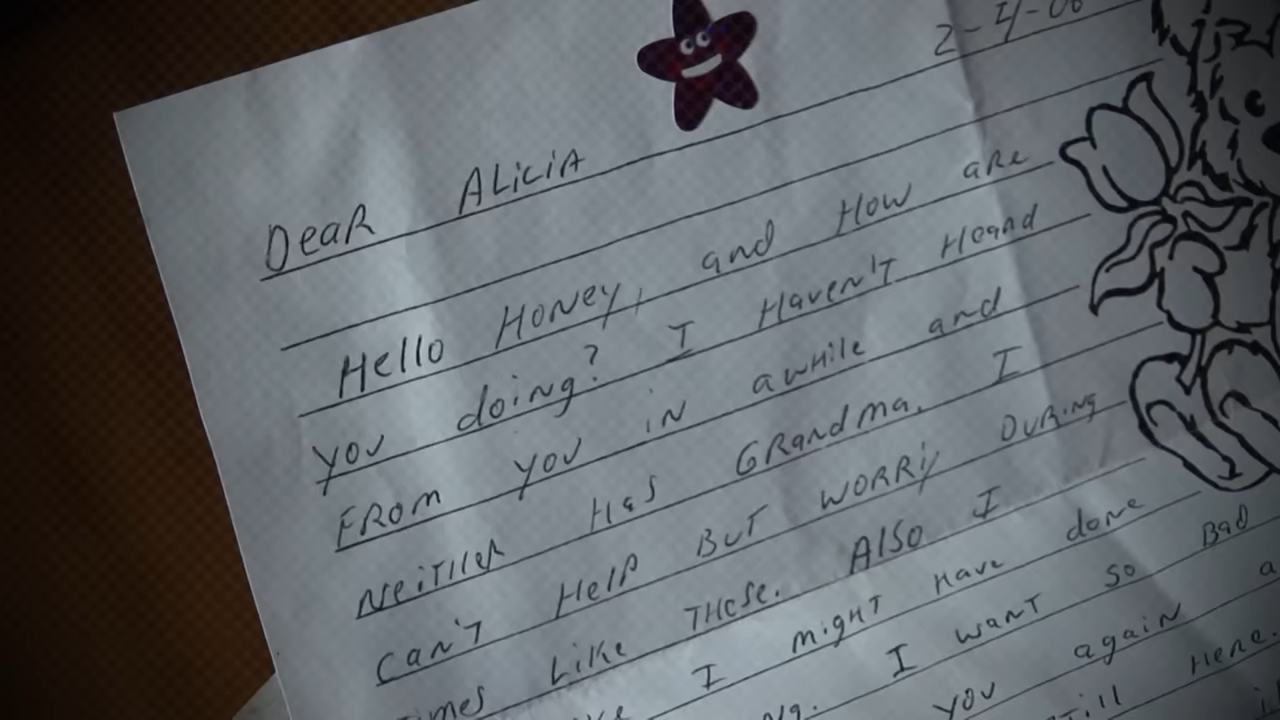 2-4-06
Dear Alicia
Hello Honey, and How are
you doing? I Haven't Heard
From you in awhile and
neither Has Grandma. I
can't Help But worry During
Like These. Also I
I might Have done
I want so Bad
you again a
Here.